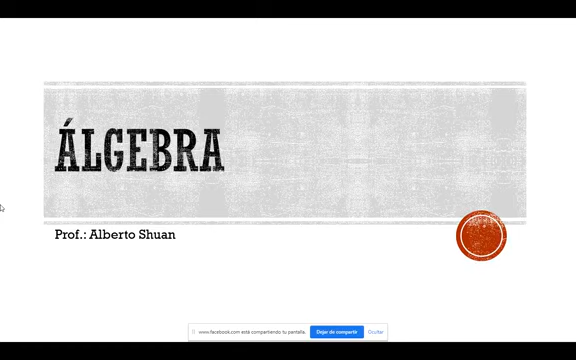 ÁLGEBRA
Prof.: Alberto Shuan
www.facebook.com está compartiendo tu pantalla. Dejar de compartir Ocultar